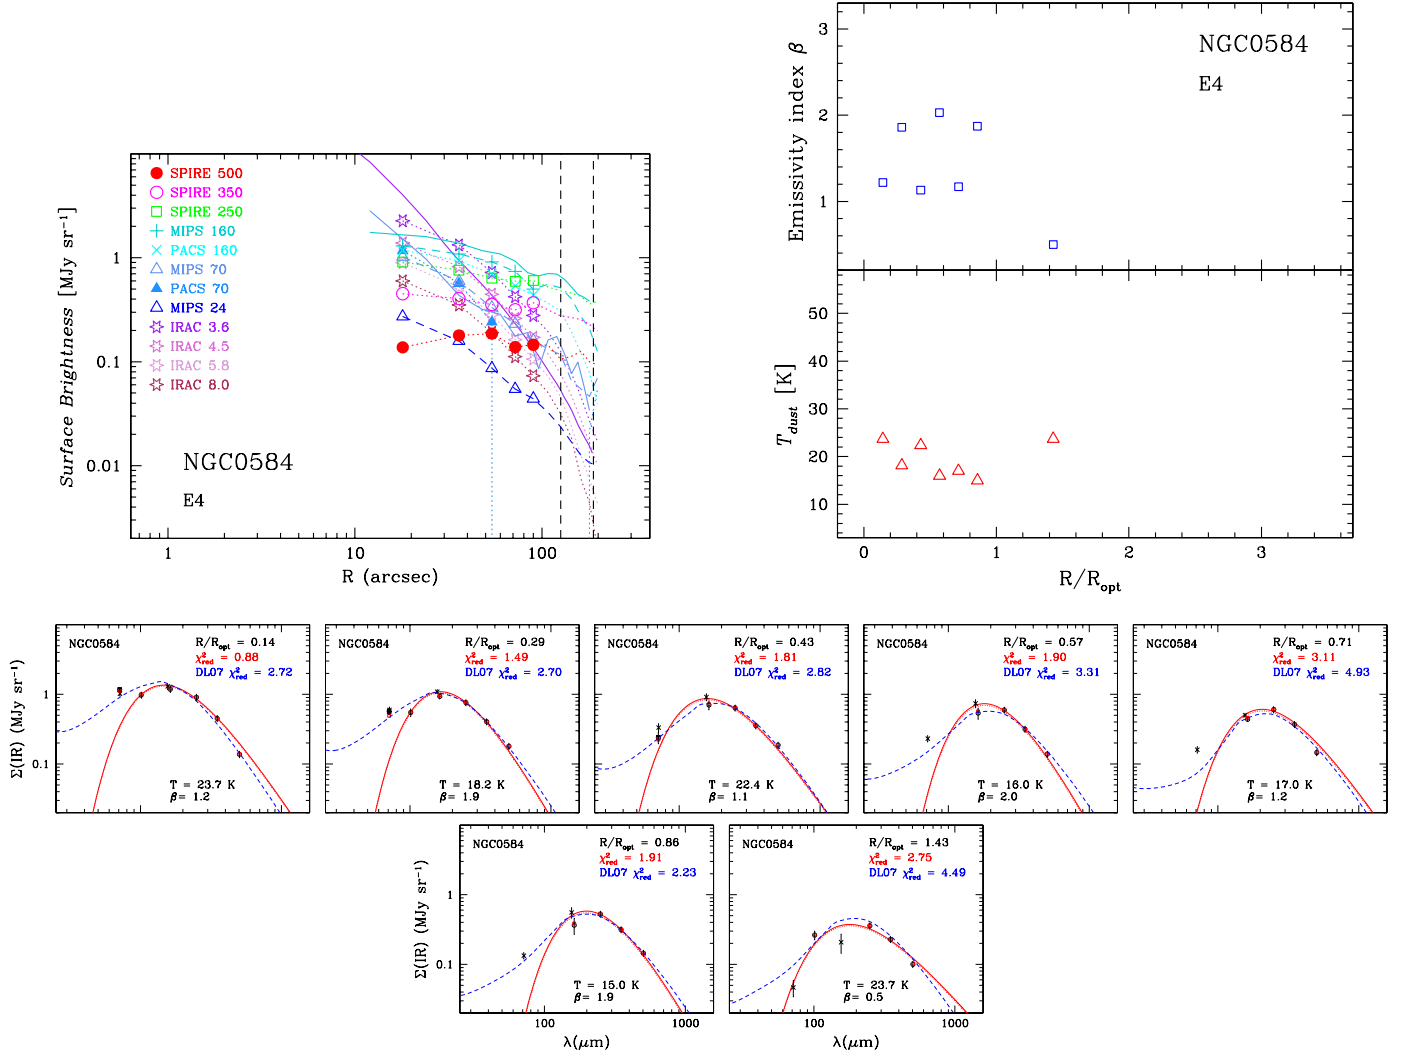 SPIRE 500
SPIRE 350
SPIRE 250
MIPS 160
PACS 160
MIPS 70
PACS 70
MIPS 24
IRAC 3.6
IRAC 4.5
IRAC 5.8
IRAC 8.0
NGC0584
E4
Surface Brightness [MJy sr⁻¹]
1
0.1
0.01
1
10
100
R (arcsec)
NGC0584
E4
Emissivity index β
3
2
1
T_dust [K]
50
40
30
20
10
0
1
2
3
R/R_opt
NGC0584
R/R_opt = 0.14
χ²_red = 0.88
DL07 χ²_red = 2.72
T = 23.7 K
β= 1.2
Σ(IR) (MJy sr⁻¹)
1
0.1
NGC0584
R/R_opt = 0.29
χ²_red = 1.49
DL07 χ²_red = 2.70
T = 18.2 K
β= 1.9
NGC0584
R/R_opt = 0.43
χ²_red = 1.81
DL07 χ²_red = 2.82
T = 22.4 K
β= 1.1
NGC0584
R/R_opt = 0.57
χ²_red = 1.90
DL07 χ²_red = 3.31
T = 16.0 K
β= 2.0
NGC0584
R/R_opt = 0.71
χ²_red = 3.11
DL07 χ²_red = 4.93
T = 17.0 K
β= 1.2
NGC0584
R/R_opt = 0.86
χ²_red = 1.91
DL07 χ²_red = 2.23
T = 15.0 K
β= 1.9
Σ(IR) (MJy sr⁻¹)
1
0.1
100
1000
λ(μm)
NGC0584
R/R_opt = 1.43
χ²_red = 2.75
DL07 χ²_red = 4.49
T = 23.7 K
β= 0.5
100
1000
λ(μm)